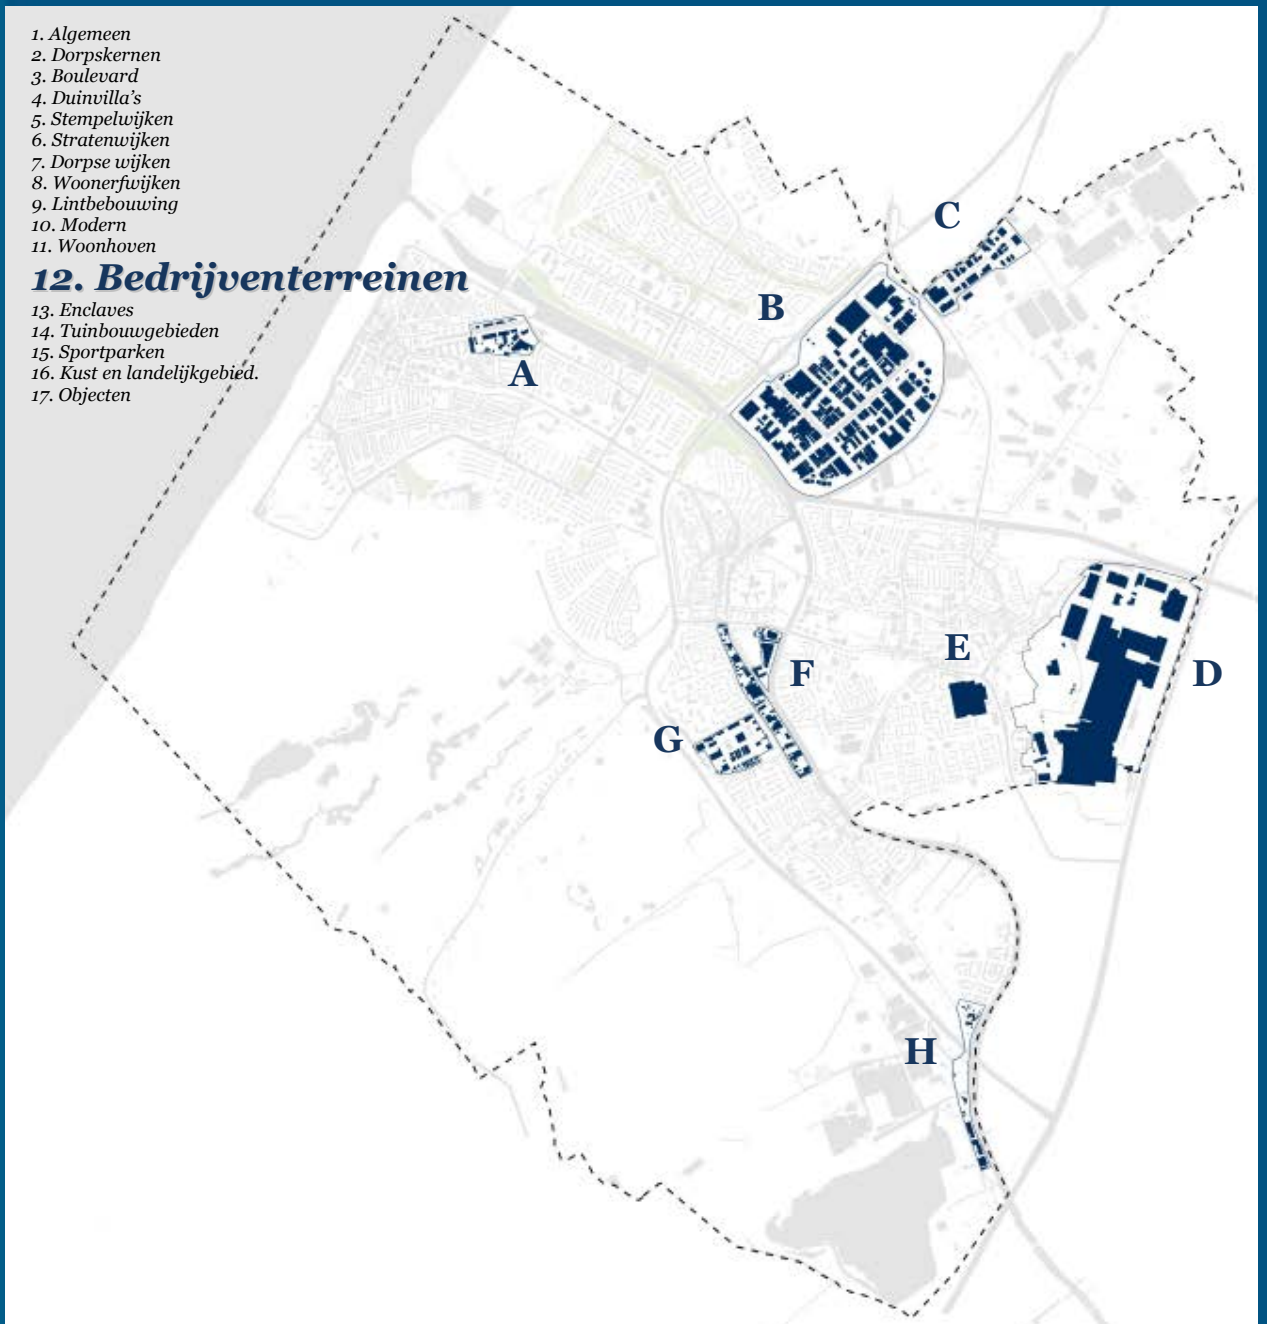 1. Algemeen
2. Dorpskernen
3. Boulevard
4. Duinvilla's
5. Stempelwijken
6. Stratenwijken
7. Dorpse wijken
8. Woonerfwijken
9. Lintbebouwing
10. Modern
11. Woonhoven
12. Bedrijventerreinen
13. Enclaves
14. Tuinbouwgebieden
15. Sportparken
16. Kust en landelijkgebied.
17. Objecten
C
B
A
E
F
D
G
H